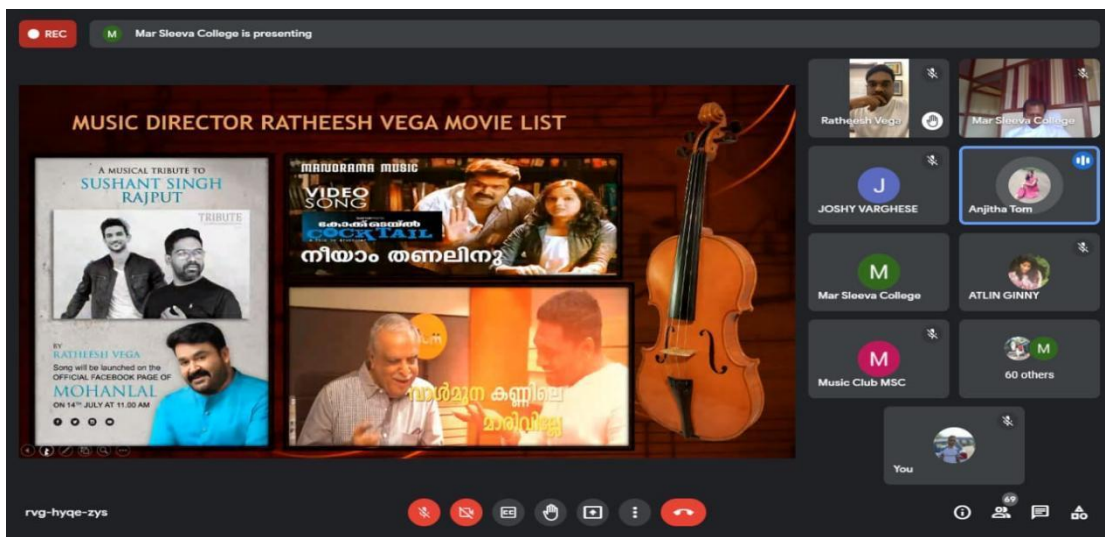 REC
M
Mar Sleeva College is presenting
MUSIC DIRECTOR RATHEESH VEGA MOVIE LIST
A MUSICAL TRIBUTE TO
SUSHANT SINGH
RAJPUT
TRIBUTE
BY
RATHEESH VEGA
Song will be launched on the
OFFICIAL FACEBOOK PAGE OF
MOHANLAL
ON 14TH JULY AT 11.00 AM
MANORAMA MUSIC
VIDEO
SONG
കോക്ക്ടെയ്ൽ
COCKTAIL
നീയാം തണലിനു
വാൾമുന കണ്ണിലെ
മാരിവില്ലേ
Ratheesh Vega
Mar Sleeva College
J
JOSHY VARGHESE
Anjitha Tom
M
Mar Sleeva College
ATLIN GINNY
M
Music Club MSC
M
60 others
You
rvg-hyqe-zys
CC
69